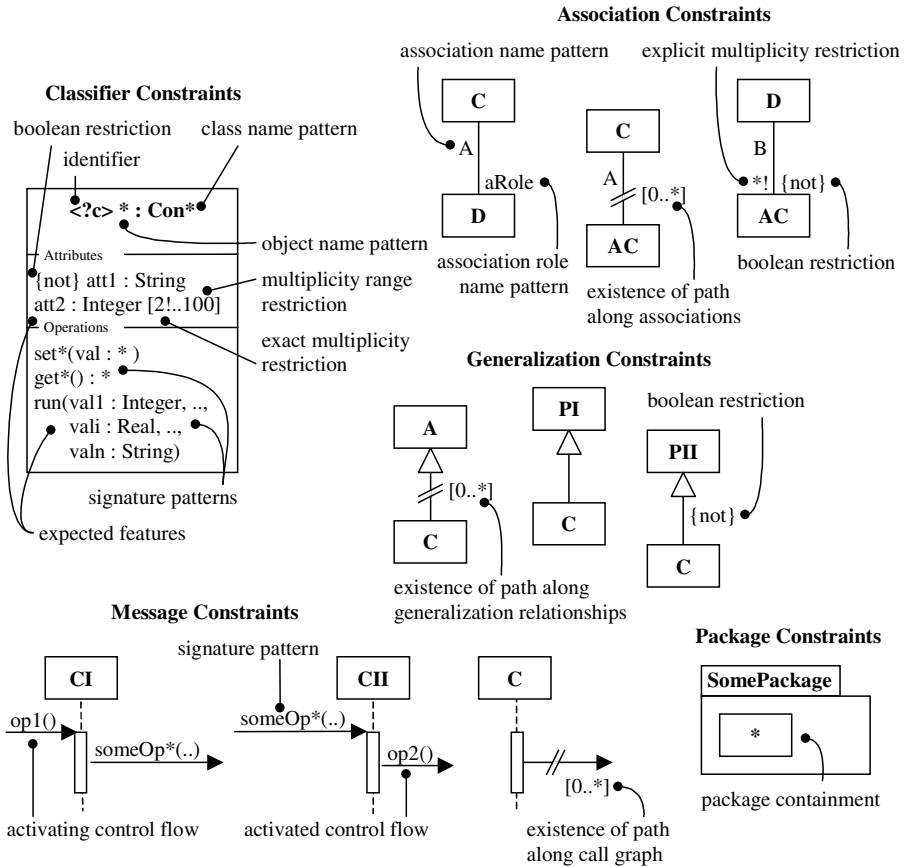 Association Constraints
association name pattern
explicit multiplicity restriction
C
A
aRole
D
association role
name pattern
C
A
[0..*]
AC
existence of path
along associations
D
B
*! {not}
AC
boolean restriction
Classifier Constraints
boolean restriction
class name pattern
identifier
<?c> * : Con*
object name pattern
Attributes
{not} att1 : String
att2 : Integer [2!..100]
multiplicity range
restriction
Operations
exact multiplicity
restriction
set*(val : * )
get*() : *
run(val1 : Integer, ..,
vali : Real, ..,
valn : String)
signature patterns
expected features
Generalization Constraints
A
[0..*]
C
existence of path along
generalization relationships
PI
C
boolean restriction
PII
{not}
C
Message Constraints
signature pattern
CI
op1()
someOp*(..)
activating control flow
CII
someOp*(..)
op2()
activated control flow
C
[0..*]
existence of path
along call graph
Package Constraints
SomePackage
*
package containment